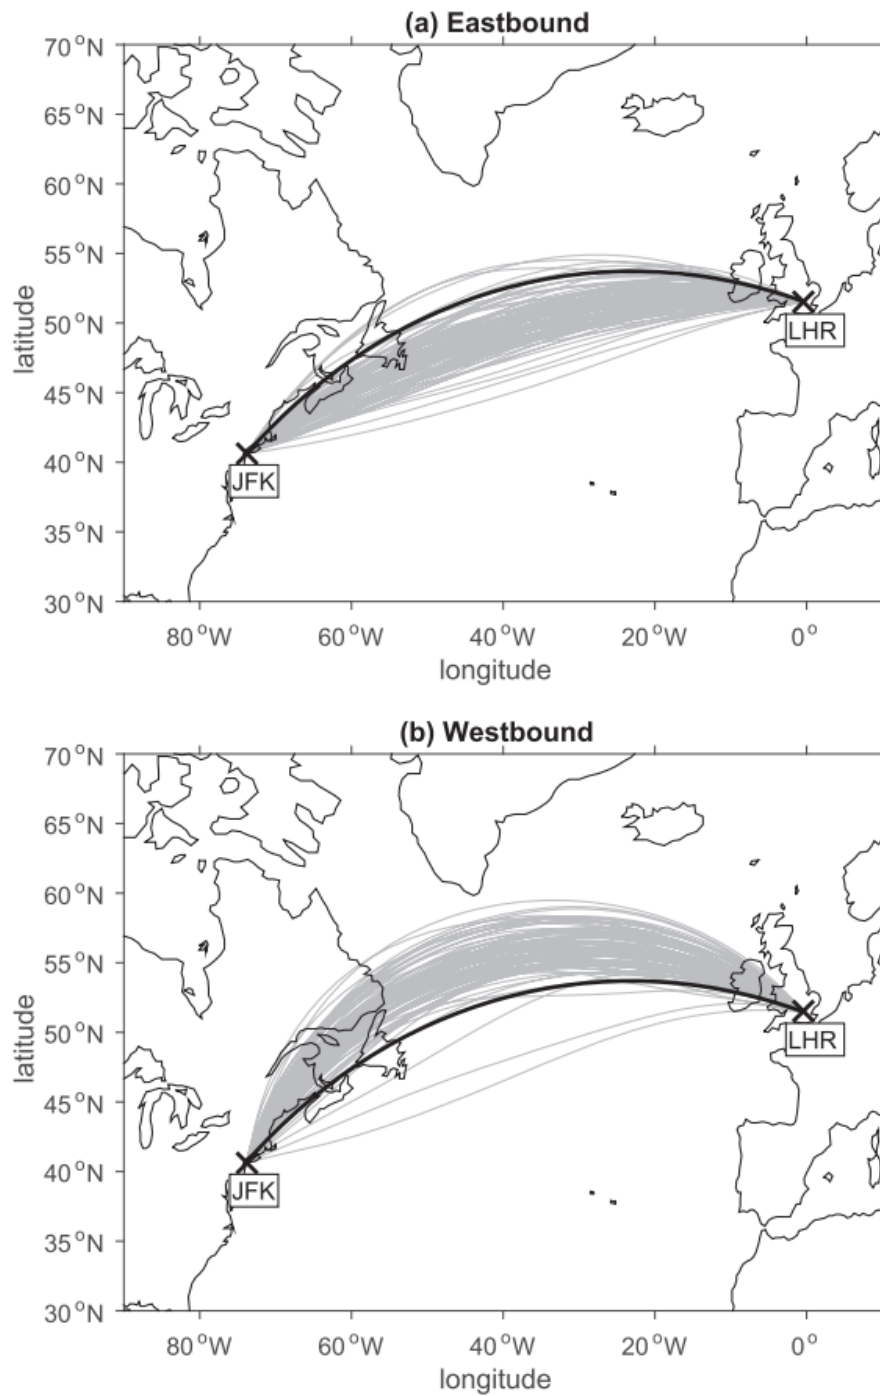 (a) Eastbound
70°N
65°N
60°N
55°N
50°N
45°N
40°N
35°N
30°N
latitude
LHR
JFK
80°W 60°W 40°W 20°W 0°
longitude
(b) Westbound
70°N
65°N
60°N
55°N
50°N
45°N
40°N
35°N
30°N
latitude
LHR
JFK
80°W 60°W 40°W 20°W 0°
longitude